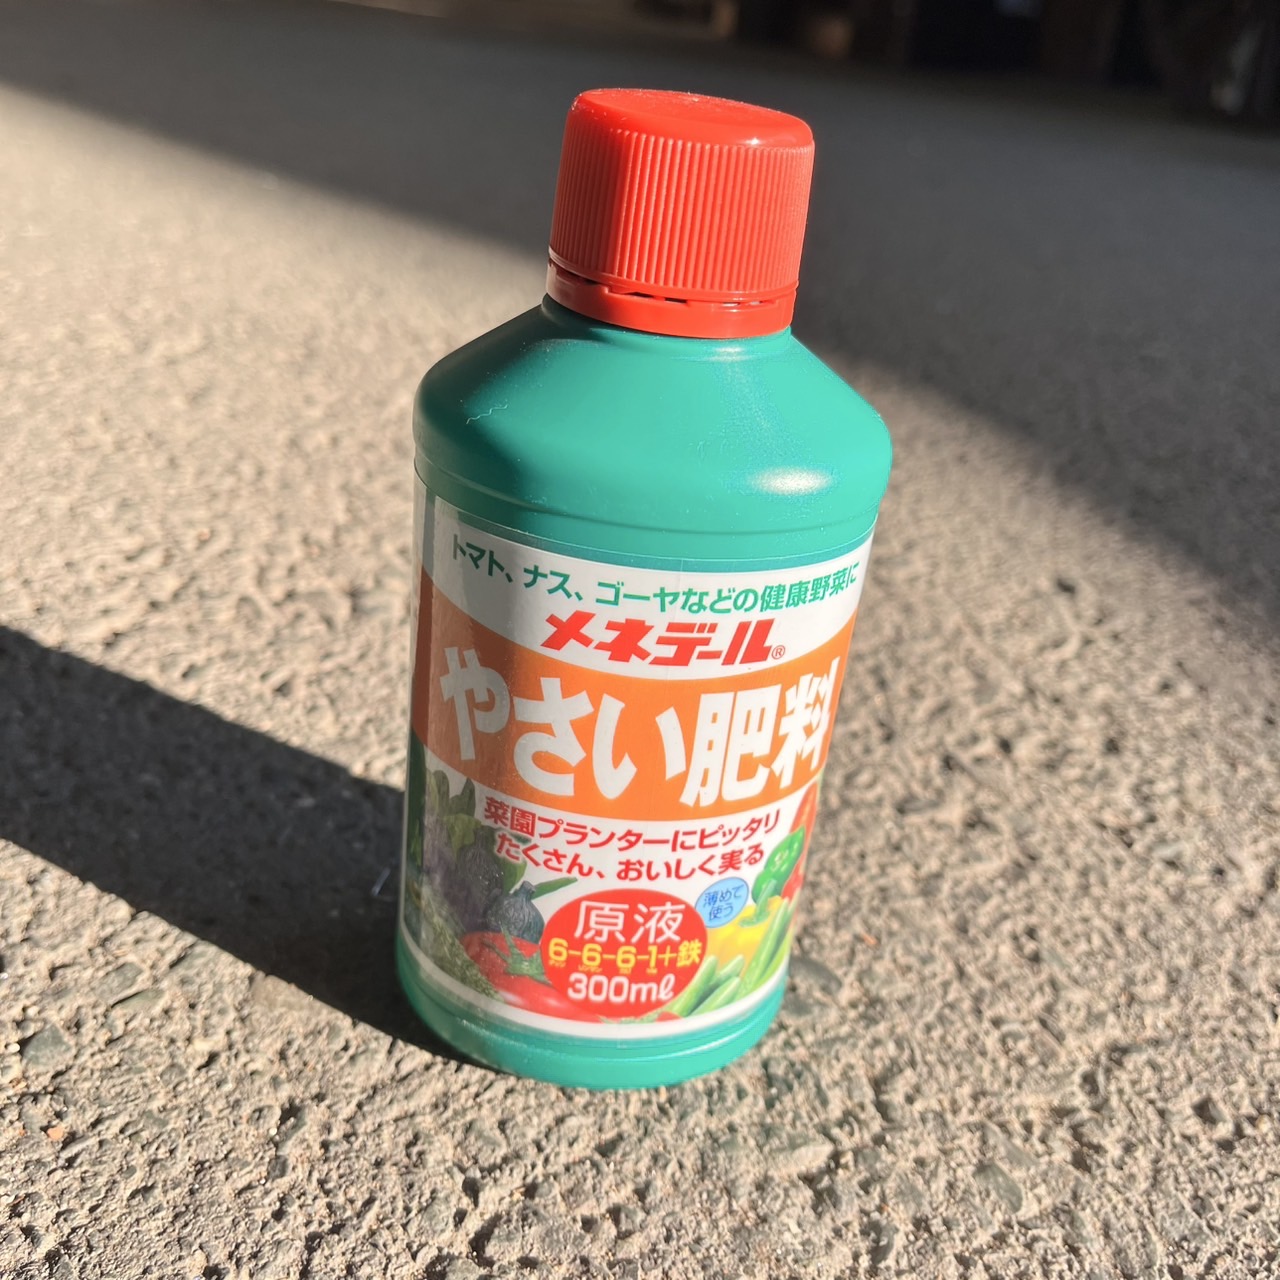 トマト、ナス、ゴーヤなどの健康野菜に
メネデール®
やさい肥料
菜園プランターにピッタリ
たくさん、おいしく実る
薄めて
使う
原液
6-6-6-1+鉄
300mℓ